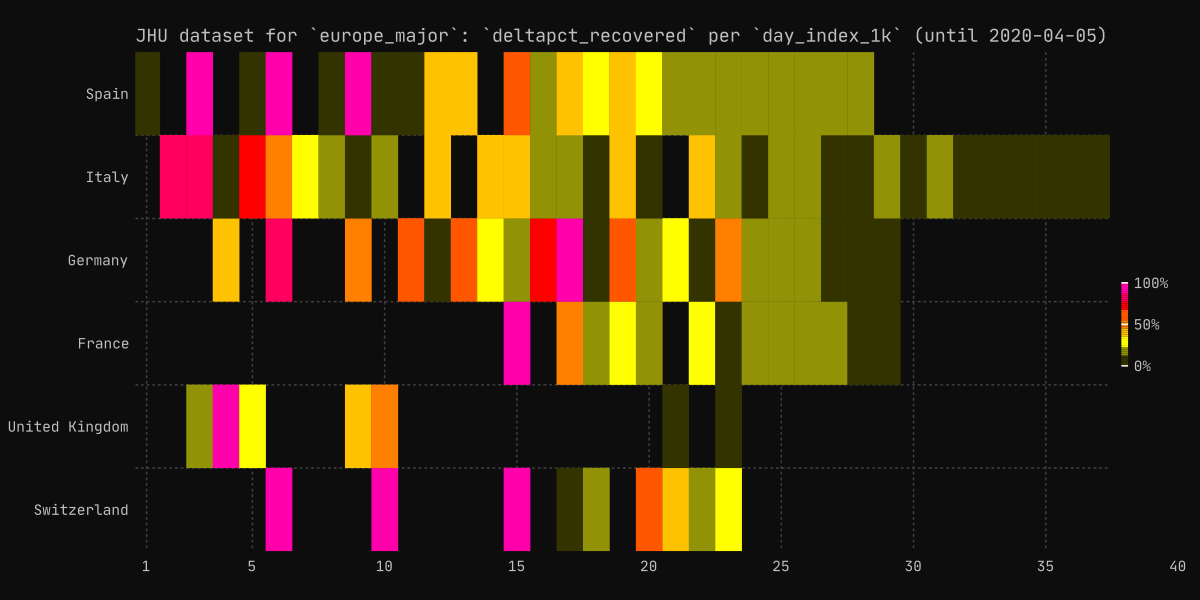 JHU dataset for `europe_major`: `deltapct_recovered` per `day_index_1k` (until 2020-04-05)
Spain
Italy
Germany
France
United Kingdom
Switzerland
100%
50%
0%
1 5 10 15 20 25 30 35 40